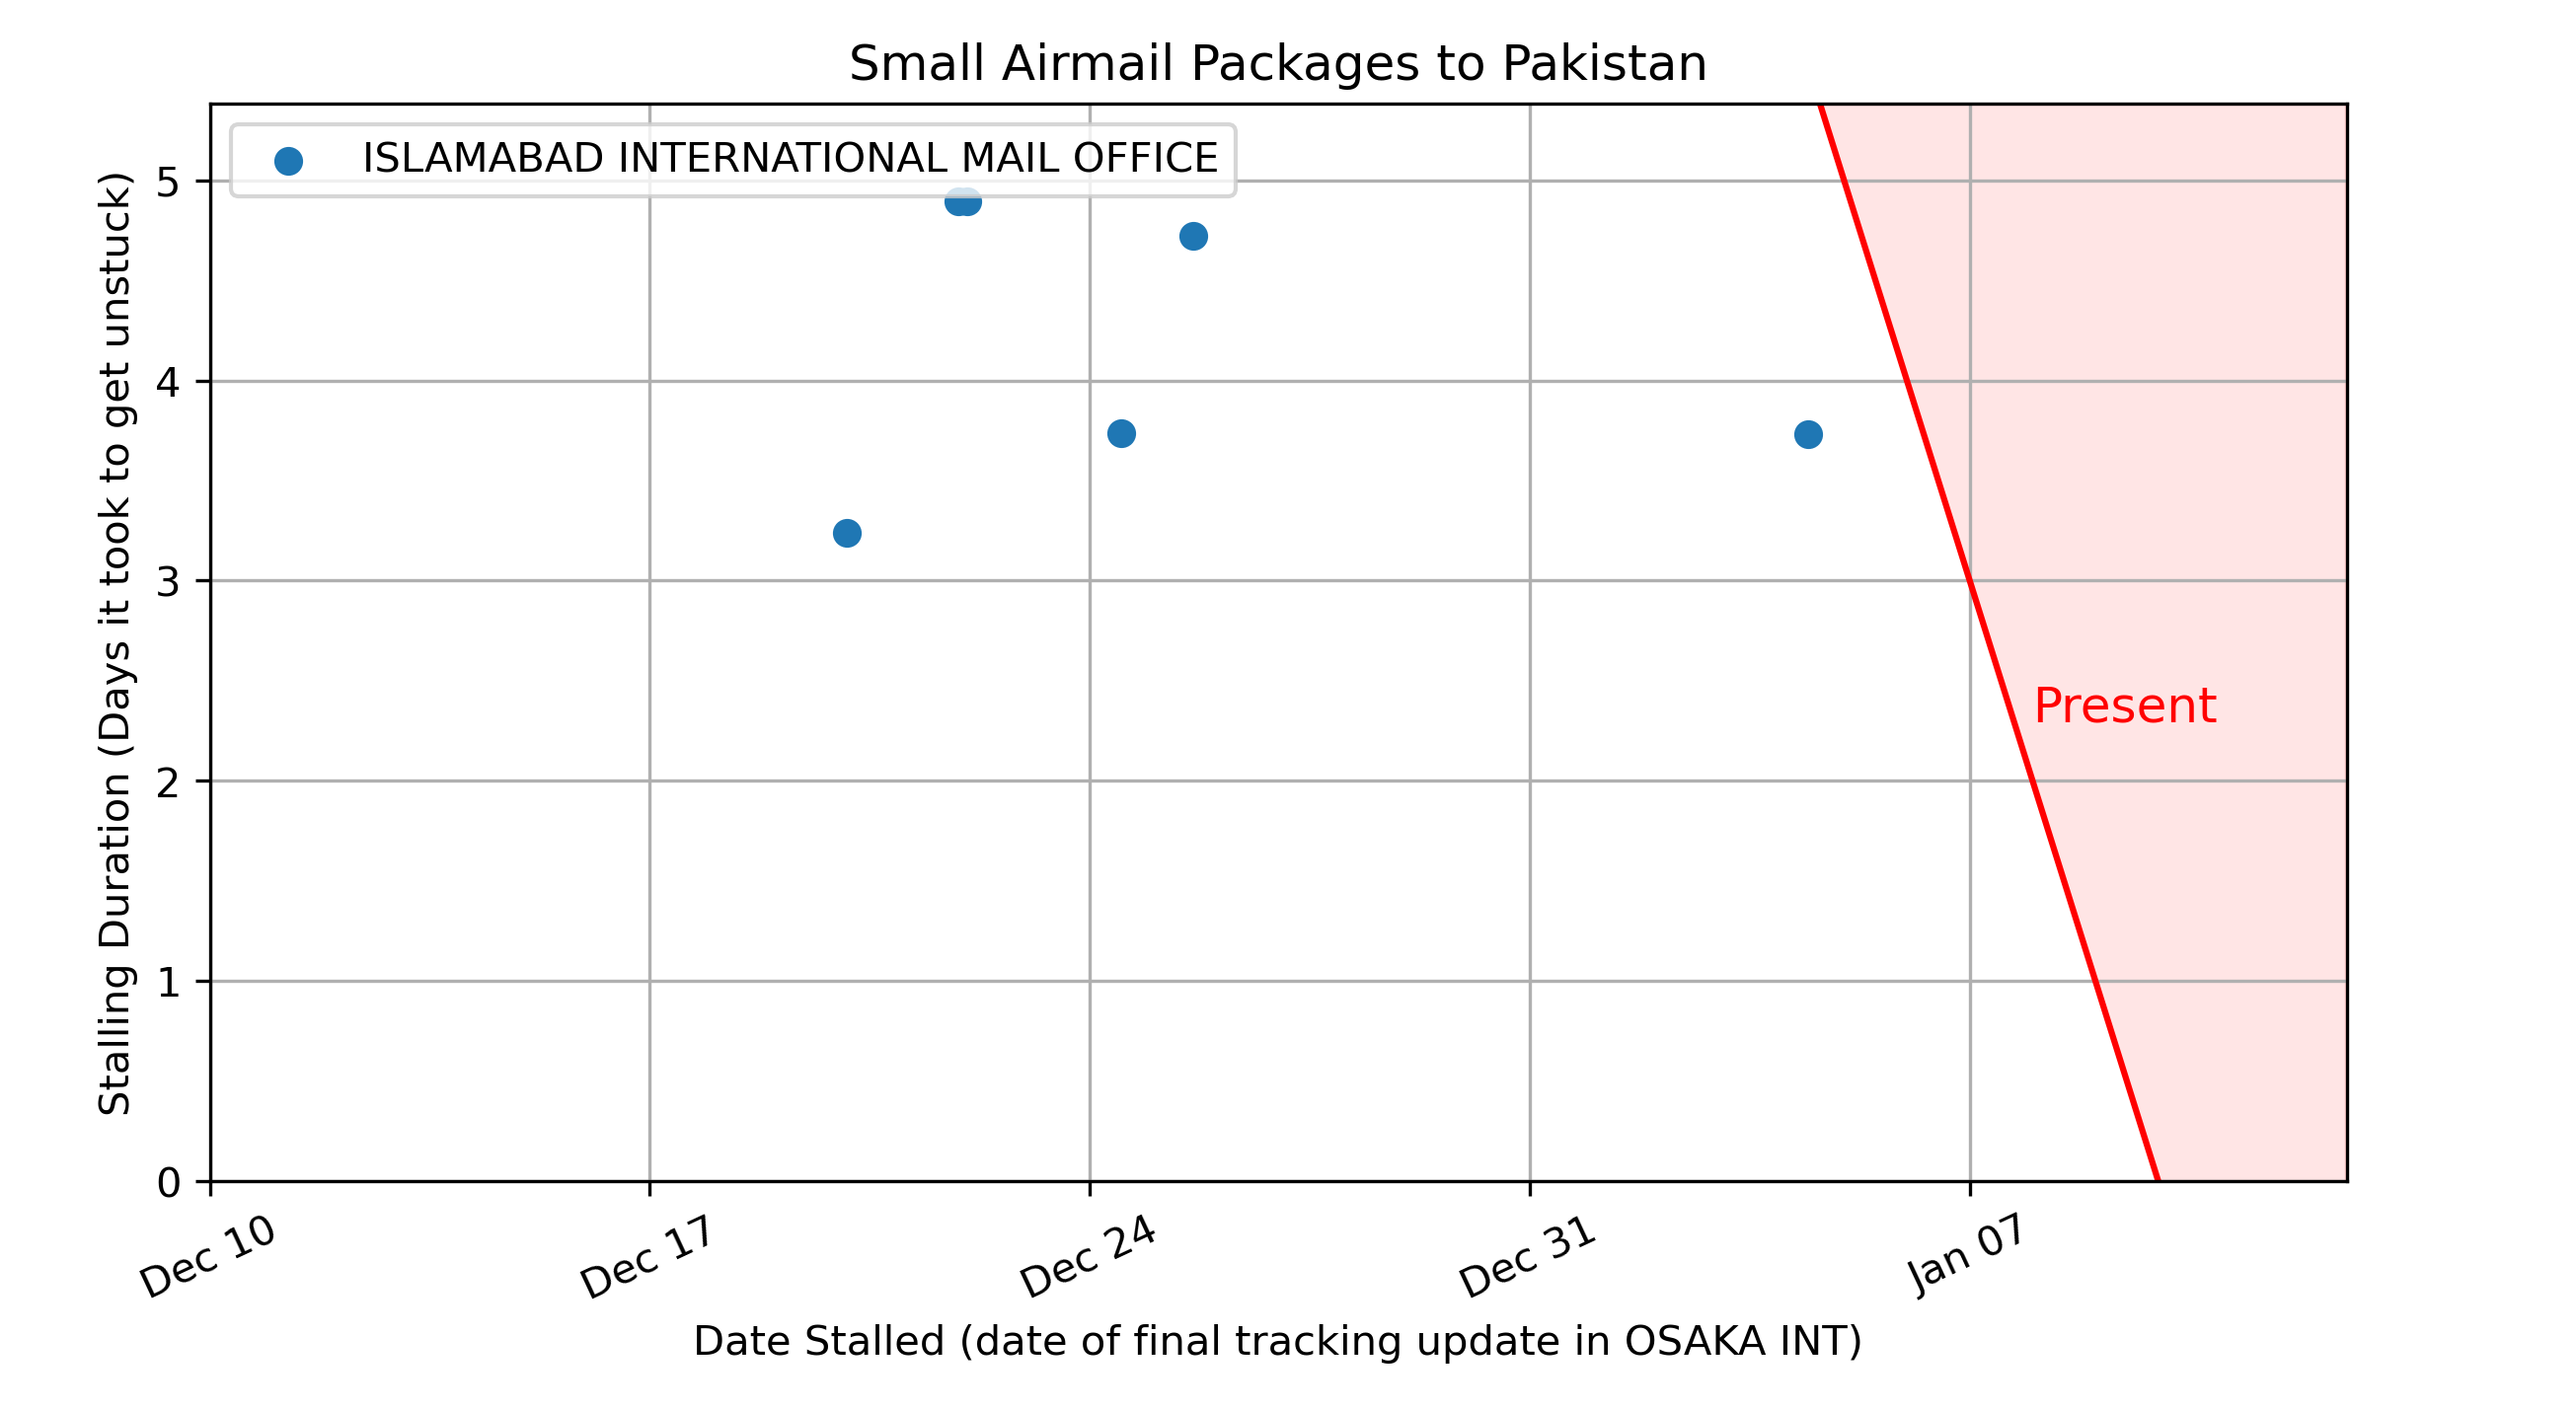 Small Airmail Packages to Pakistan
ISLAMABAD INTERNATIONAL MAIL OFFICE
Stalling Duration (Days it took to get unstuck)
5
4
3
2
1
0
Present
Dec 10
Dec 17
Dec 24
Dec 31
Jan 07
Date Stalled (date of final tracking update in OSAKA INT)